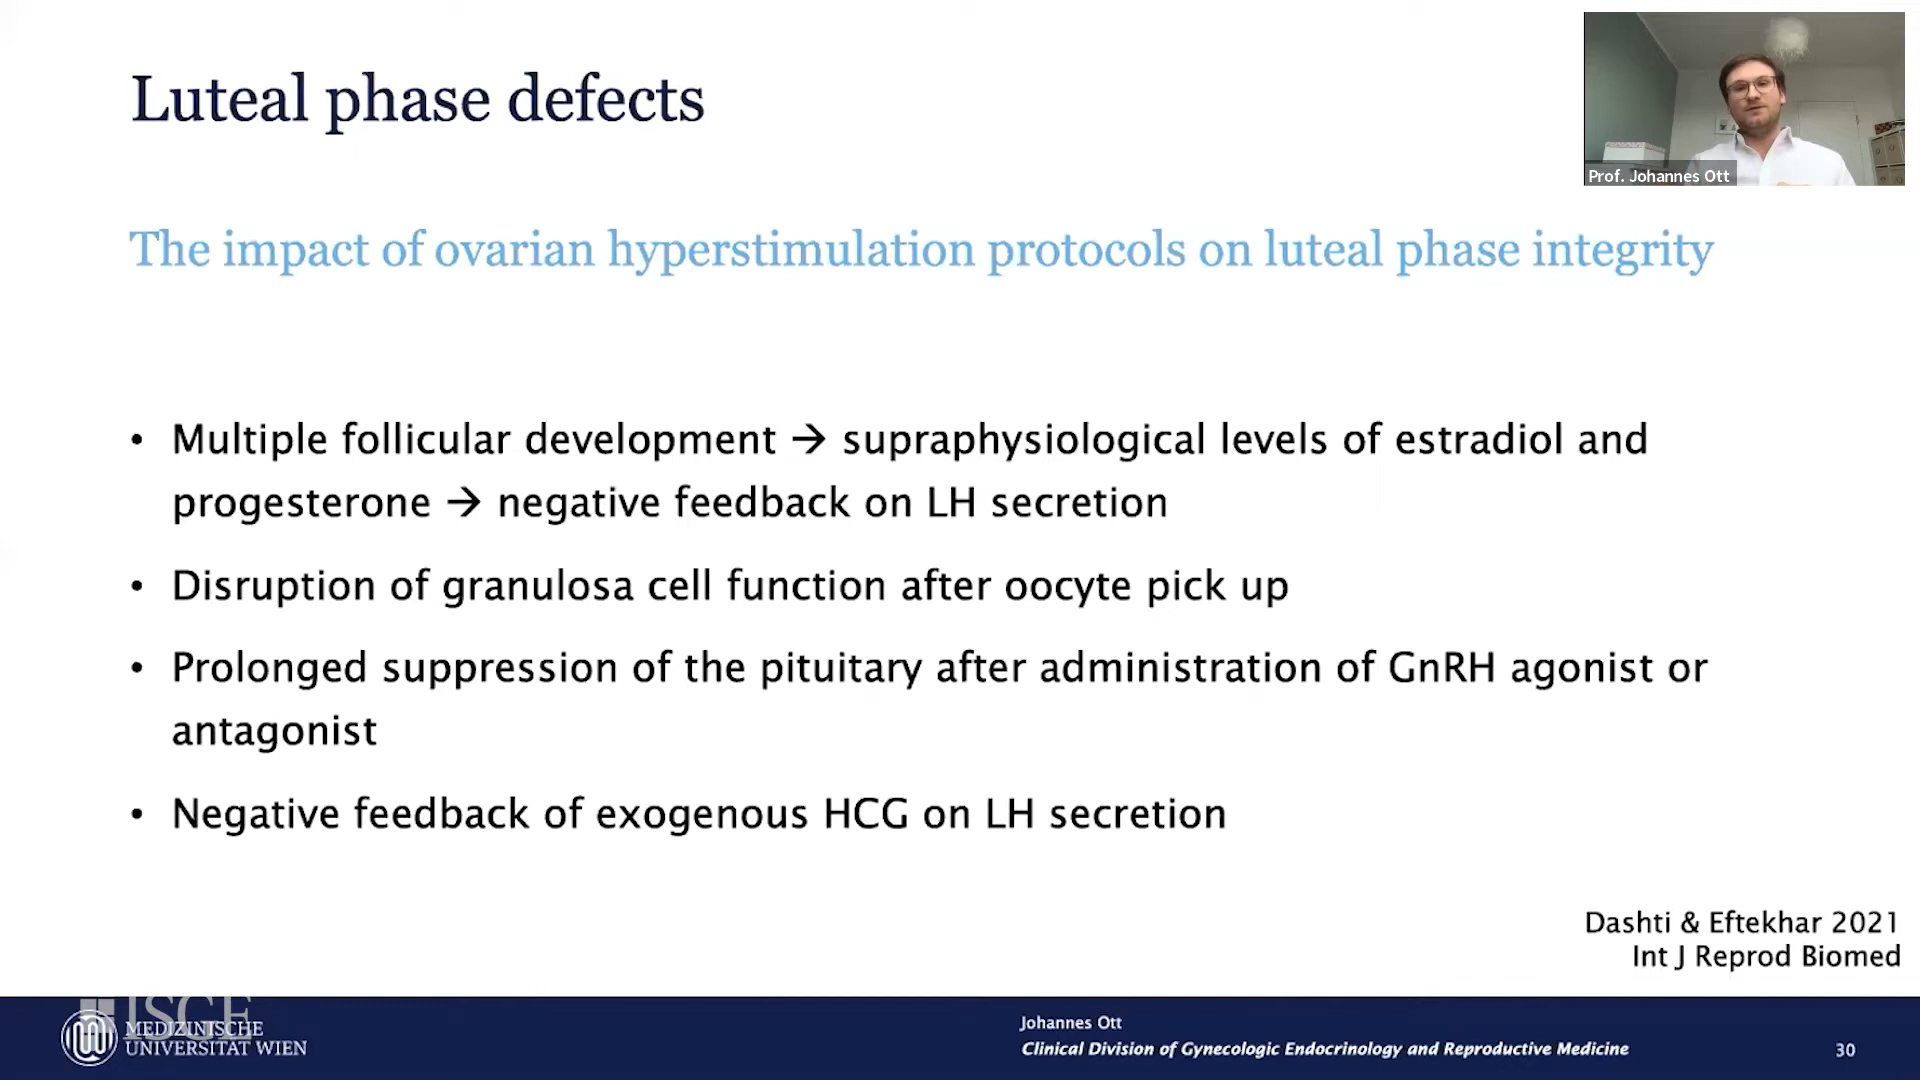 Luteal phase defects
Prof. Johannes Ott
The impact of ovarian hyperstimulation protocols on luteal phase integrity
• Multiple follicular development → supraphysiological levels of estradiol and
progesterone → negative feedback on LH secretion
• Disruption of granulosa cell function after oocyte pick up
• Prolonged suppression of the pituitary after administration of GnRH agonist or
antagonist
• Negative feedback of exogenous HCG on LH secretion
Dashti & Eftekhar 2021
Int J Reprod Biomed
ISGE
MEDIZINISCHE
UNIVERSITÄT WIEN
Johannes Ott
Clinical Division of Gynecologic Endocrinology and Reproductive Medicine
30